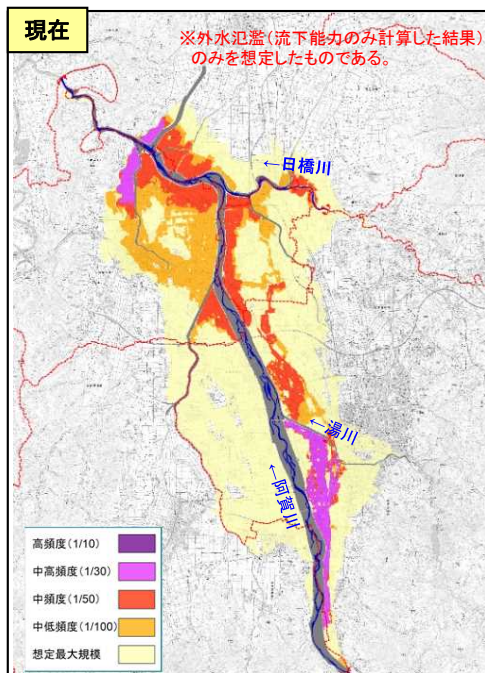 現在
※外水氾濫(流下能力のみ計算した結果)
のみを想定したものである。
←日橋川
←湯川
←阿賀川
高頻度(1/10)
中高頻度(1/30)
中頻度(1/50)
中低頻度(1/100)
想定最大規模